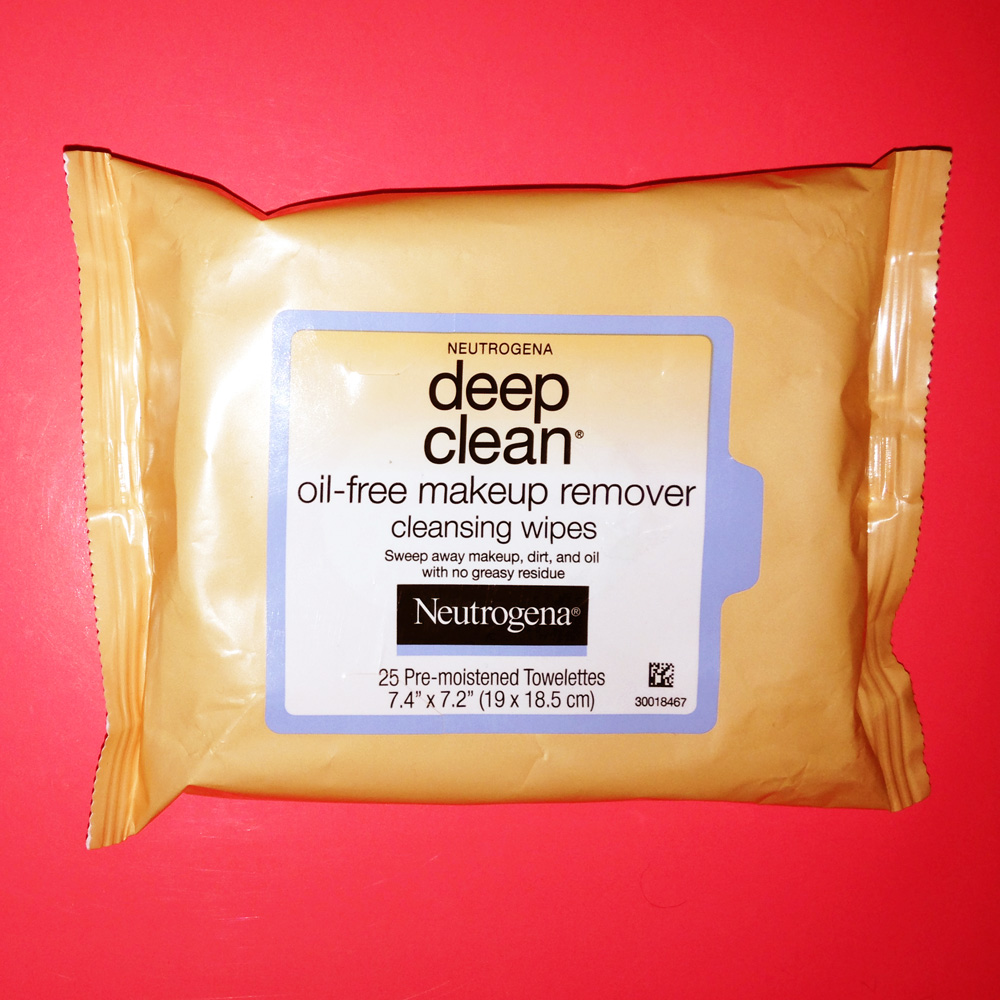 NEUTROGENA
deep
clean®
oil-free makeup remover
cleansing wipes
Sweep away makeup, dirt, and oil
with no greasy residue
Neutrogena®
25 Pre-moistened Towelettes
7.4” x 7.2” (19 x 18.5 cm)
30018467